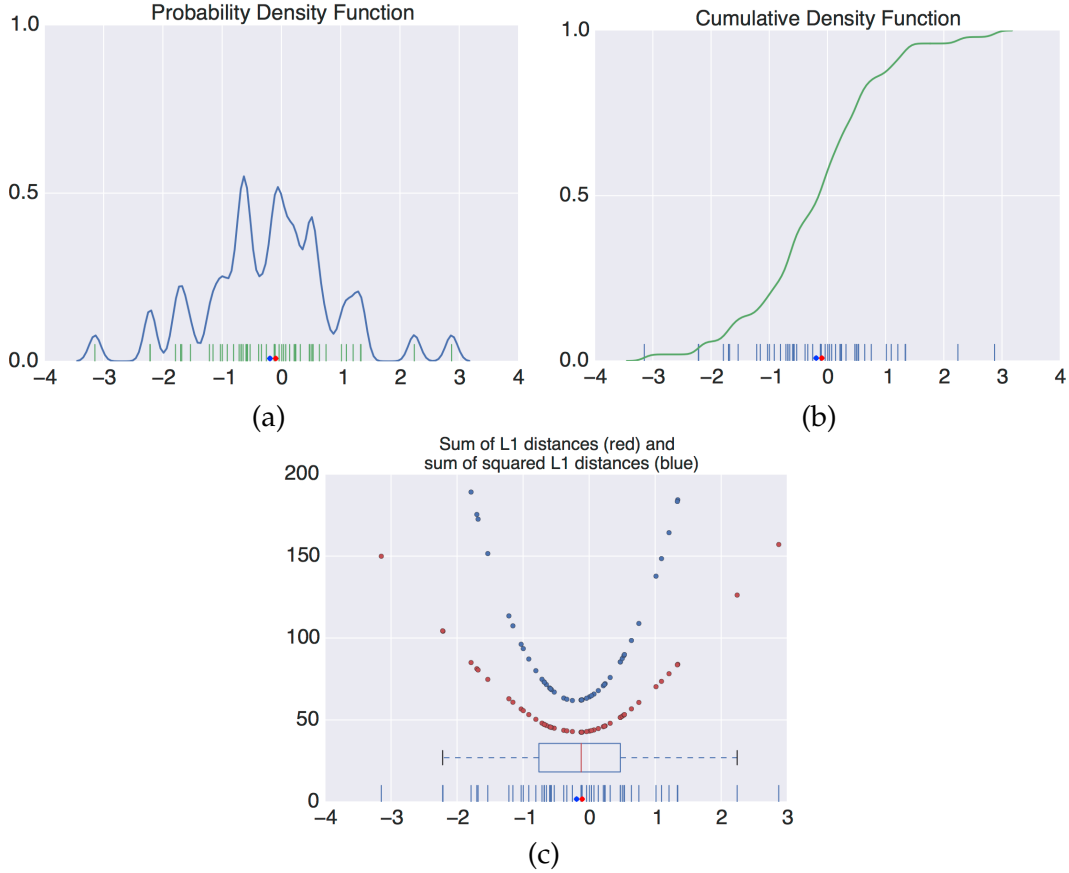 Probability Density Function
1.0
0.5
0.0
−4 −3 −2 −1 0 1 2 3 4
(a)
Cumulative Density Function
1.0
0.5
0.0
−4 −3 −2 −1 0 1 2 3 4
(b)
Sum of L1 distances (red) and
sum of squared L1 distances (blue)
200
150
100
50
0
−4 −3 −2 −1 0 1 2 3
(c)